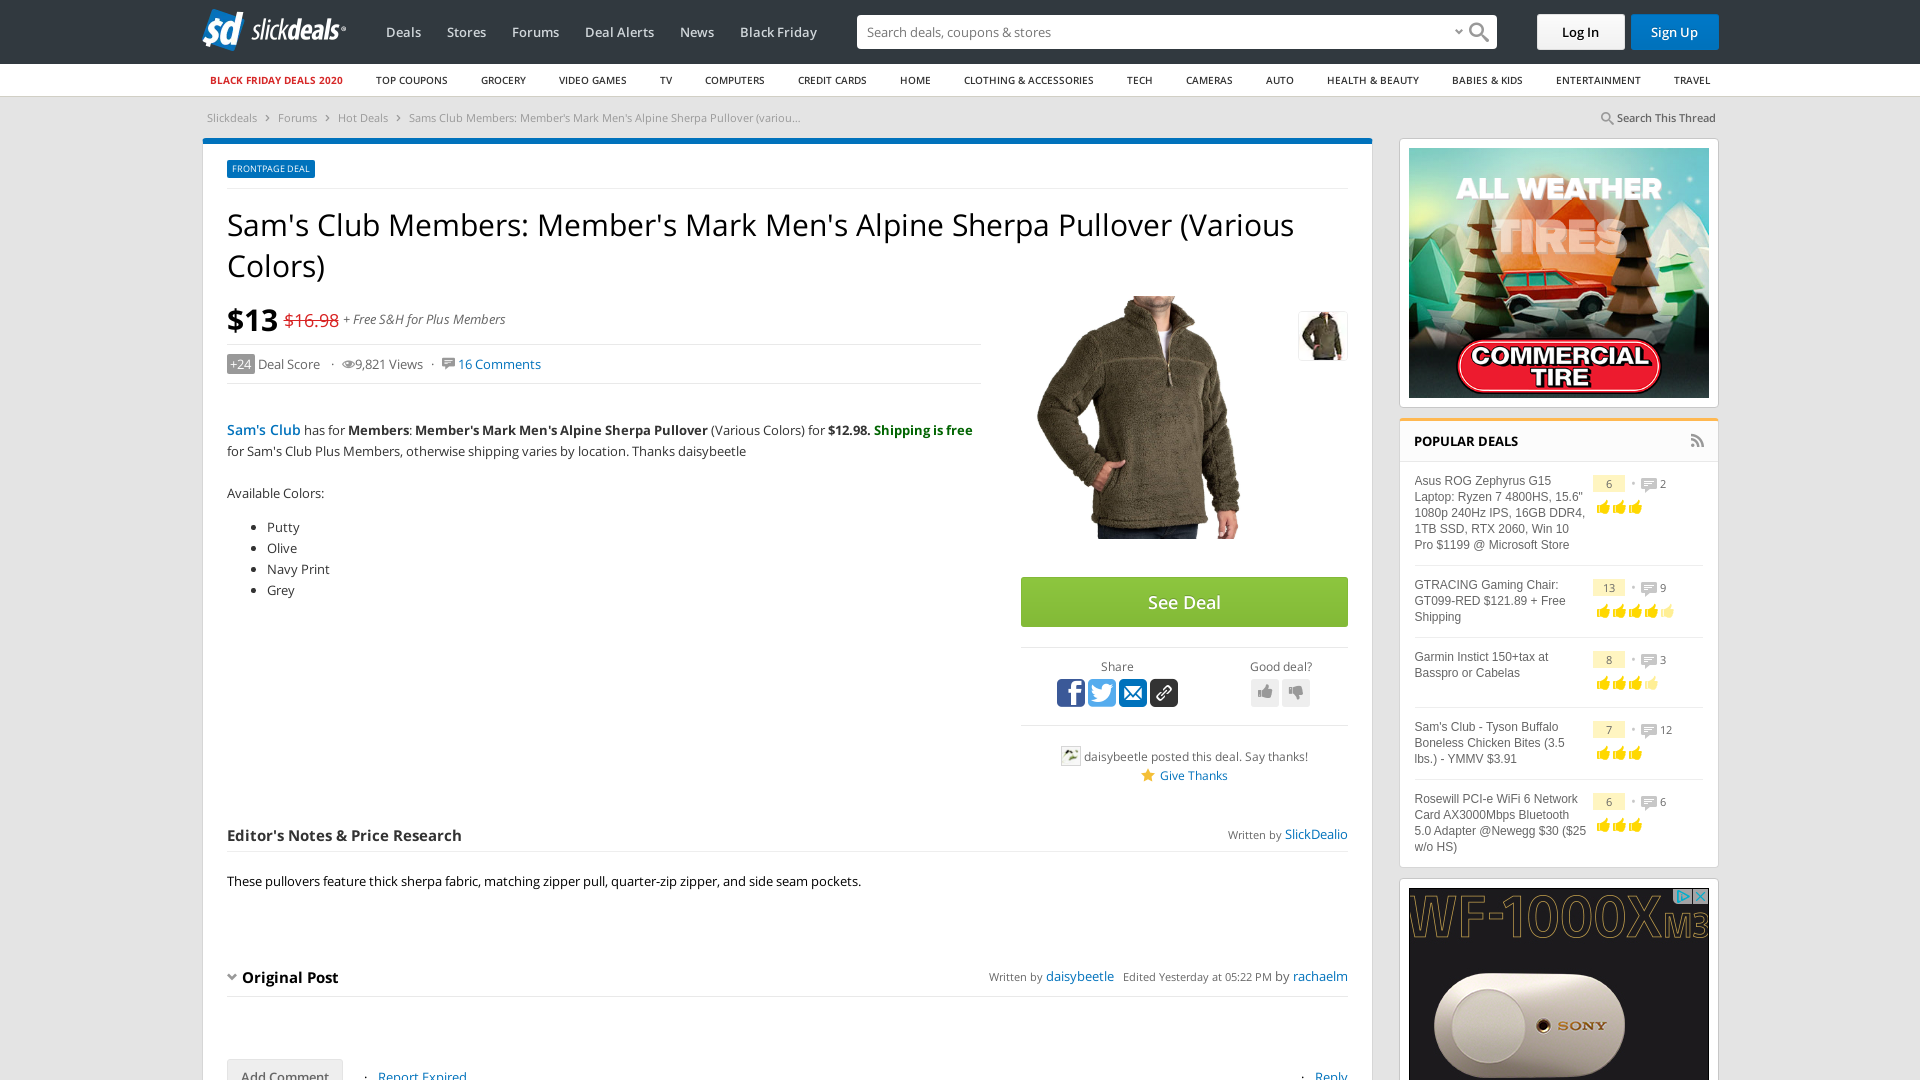 sd slickdeals
Deals Stores Forums Deal Alerts News Black Friday Search deals, coupons & stores Log In Sign Up
BLACK FRIDAY DEALS 2020 TOP COUPONS GROCERY VIDEO GAMES TV COMPUTERS CREDIT CARDS HOME CLOTHING & ACCESSORIES TECH CAMERAS AUTO HEALTH & BEAUTY BABIES & KIDS ENTERTAINMENT TRAVEL
Slickdeals › Forums › Hot Deals › Sams Club Members: Member's Mark Men's Alpine Sherpa Pullover (variou... Search This Thread
FRONTPAGE DEAL
Sam's Club Members: Member's Mark Men's Alpine Sherpa Pullover (Various
Colors)
$13 $16.98 + Free S&H for Plus Members
+24 Deal Score · 9,821 Views · 16 Comments
Sam's Club has for Members: Member's Mark Men's Alpine Sherpa Pullover (Various Colors) for $12.98. Shipping is free
for Sam's Club Plus Members, otherwise shipping varies by location. Thanks daisybeetle
Available Colors:
• Putty
• Olive
• Navy Print
• Grey
See Deal
Share Good deal?
daisybeetle posted this deal. Say thanks!
Give Thanks
Editor's Notes & Price Research Written by SlickDealio
These pullovers feature thick sherpa fabric, matching zipper pull, quarter-zip zipper, and side seam pockets.
Original Post Written by daisybeetle Edited Yesterday at 05:22 PM by rachaelm
Add Comment · Report Expired · Reply
ALL WEATHER
TIRES
COMMERCIAL
TIRE
POPULAR DEALS
Asus ROG Zephyrus G15 6 • 2
Laptop: Ryzen 7 4800HS, 15.6"
1080p 240Hz IPS, 16GB DDR4,
1TB SSD, RTX 2060, Win 10
Pro $1199 @ Microsoft Store
GTRACING Gaming Chair: 13 • 9
GT099-RED $121.89 + Free
Shipping
Garmin Instict 150+tax at 8 • 3
Basspro or Cabelas
Sam's Club - Tyson Buffalo 7 • 12
Boneless Chicken Bites (3.5
lbs.) - YMMV $3.91
Rosewill PCI-e WiFi 6 Network 6 • 6
Card AX3000Mbps Bluetooth
5.0 Adapter @Newegg $30 ($25
w/o HS)
WF-1000XM3
SONY